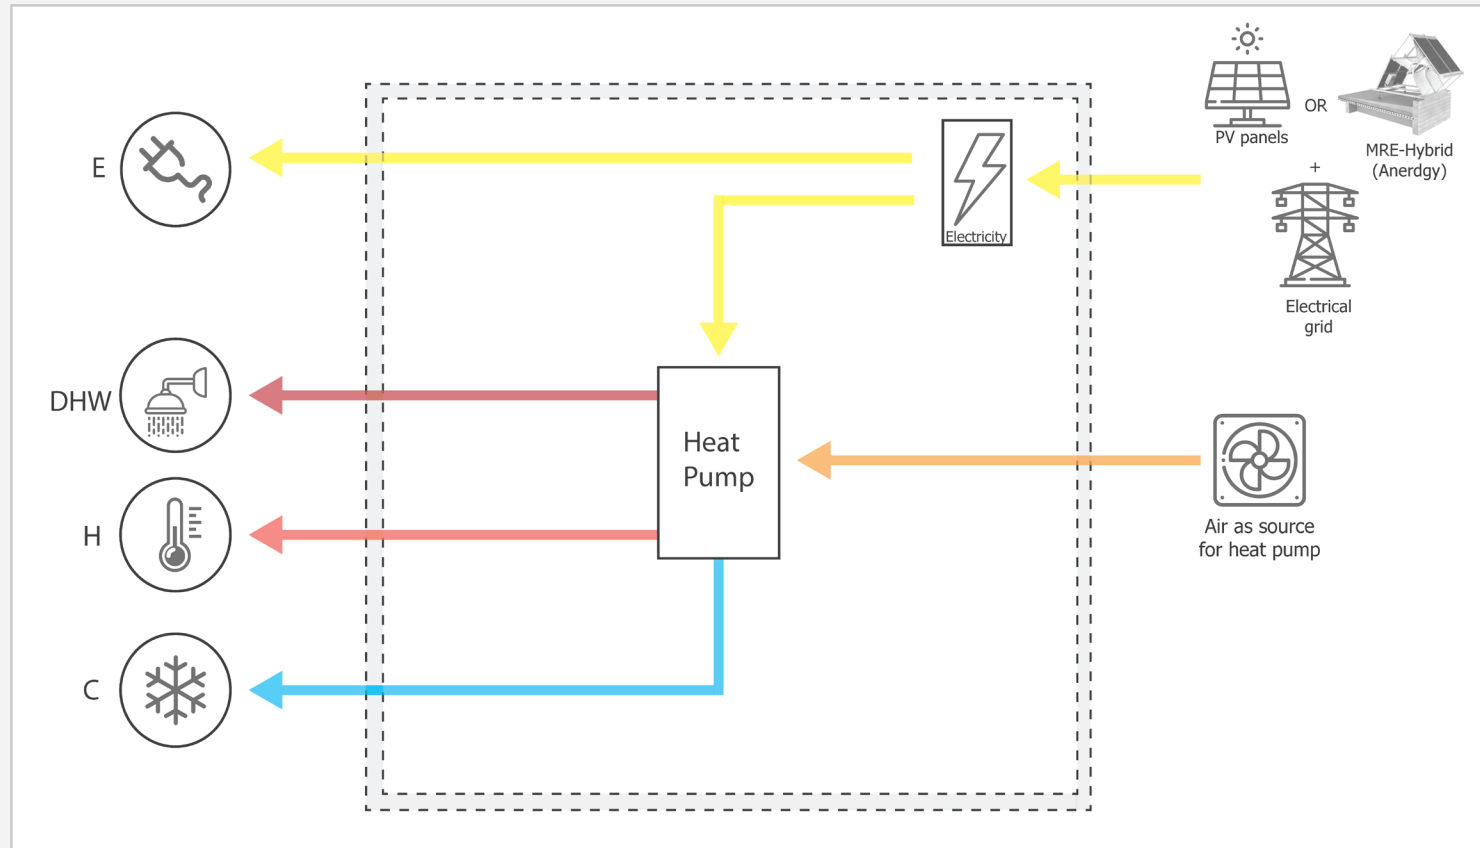 PV panels
OR
MRE-Hybrid
(Anerdgy)
+
Electrical
grid
E
Electricity
DHW
Heat
Pump
H
Air as source
for heat pump
C